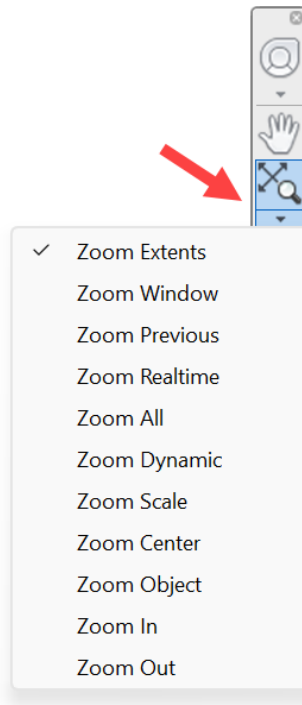 Zoom Extents
Zoom Window
Zoom Previous
Zoom Realtime
Zoom All
Zoom Dynamic
Zoom Scale
Zoom Center
Zoom Object
Zoom In
Zoom Out